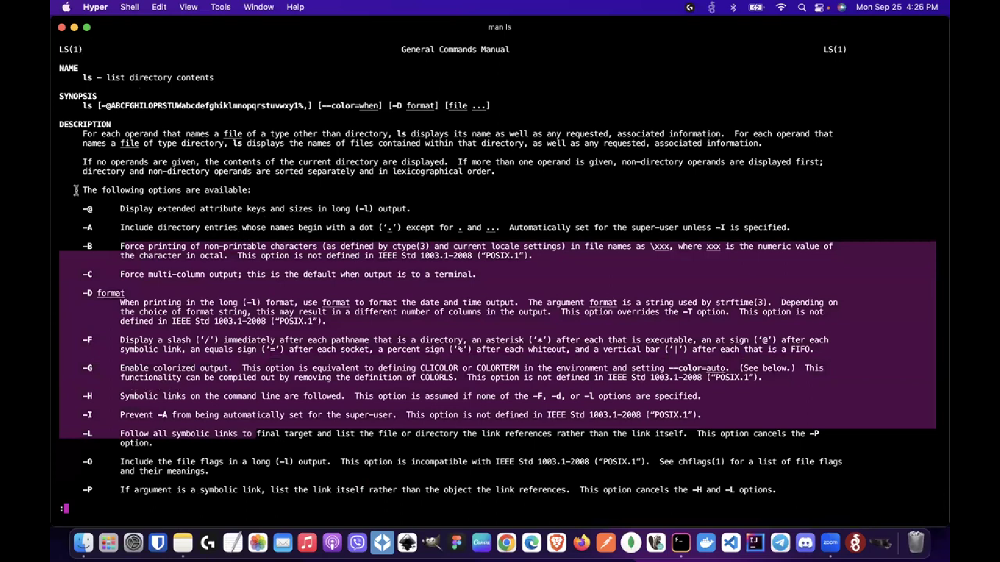 Hyper Shell Edit View Tools Window Help Mon Sep 25 4:26 PM
man ls
LS(1) General Commands Manual LS(1)
NAME
ls – list directory contents
SYNOPSIS
ls [-@ABCFGHILOPRSTUWabcdefghiklmnopqrstuvwxy1%,] [--color=when] [-D format] [file ...]
DESCRIPTION
For each operand that names a file of a type other than directory, ls displays its name as well as any requested, associated information. For each operand that
names a file of type directory, ls displays the names of files contained within that directory, as well as any requested, associated information.
If no operands are given, the contents of the current directory are displayed. If more than one operand is given, non-directory operands are displayed first;
directory and non-directory operands are sorted separately and in lexicographical order.
The following options are available:
-@ Display extended attribute keys and sizes in long (-l) output.
-A Include directory entries whose names begin with a dot (‘.’) except for . and ... Automatically set for the super-user unless -I is specified.
-B Force printing of non-printable characters (as defined by ctype(3) and current locale settings) in file names as \xxx, where xxx is the numeric value of
the character in octal. This option is not defined in IEEE Std 1003.1-2008 (“POSIX.1”).
-C Force multi-column output; this is the default when output is to a terminal.
-D format
When printing in the long (-l) format, use format to format the date and time output. The argument format is a string used by strftime(3). Depending on
the choice of format string, this may result in a different number of columns in the output. This option overrides the -T option. This option is not
defined in IEEE Std 1003.1-2008 (“POSIX.1”).
-F Display a slash (‘/’) immediately after each pathname that is a directory, an asterisk (‘*’) after each that is executable, an at sign (‘@’) after each
symbolic link, an equals sign (‘=’) after each socket, a percent sign (‘%’) after each whiteout, and a vertical bar (‘|’) after each that is a FIFO.
-G Enable colorized output. This option is equivalent to defining CLICOLOR or COLORTERM in the environment and setting --color=auto. (See below.) This
functionality can be compiled out by removing the definition of COLORLS. This option is not defined in IEEE Std 1003.1-2008 (“POSIX.1”).
-H Symbolic links on the command line are followed. This option is assumed if none of the -F, -d, or -l options are specified.
-I Prevent -A from being automatically set for the super-user. This option is not defined in IEEE Std 1003.1-2008 (“POSIX.1”).
-L Follow all symbolic links to final target and list the file or directory the link references rather than the link itself. This option cancels the -P
option.
-O Include the file flags in a long (-l) output. This option is incompatible with IEEE Std 1003.1-2008 (“POSIX.1”). See chflags(1) for a list of file flags
and their meanings.
-P If argument is a symbolic link, list the link itself rather than the object the link references. This option cancels the -H and -L options.
:
Canva IJ zoom